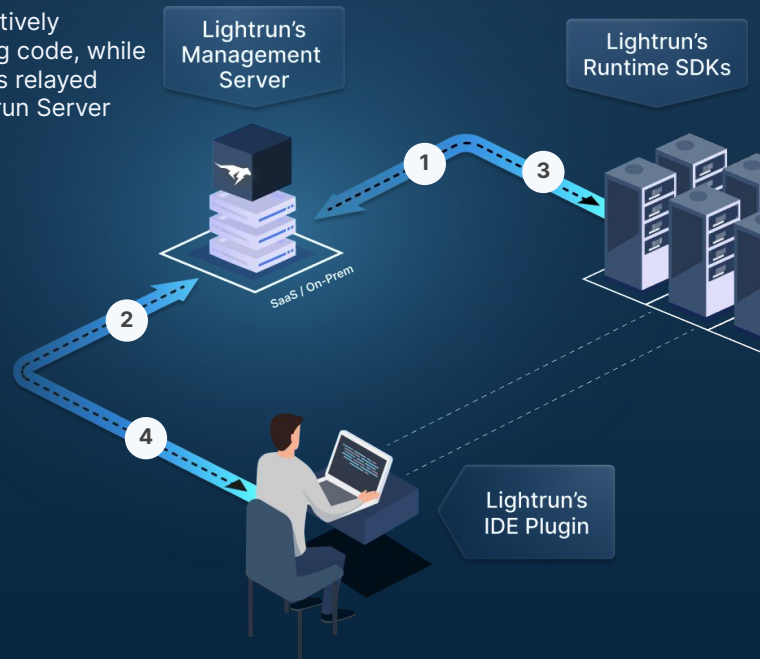 tively
g code, while
s relayed
run Server
Lightrun's
Management
Server
Lightrun's
Runtime SDKs
1
3
SaaS / On-Prem
2
4
Lightrun's
IDE Plugin